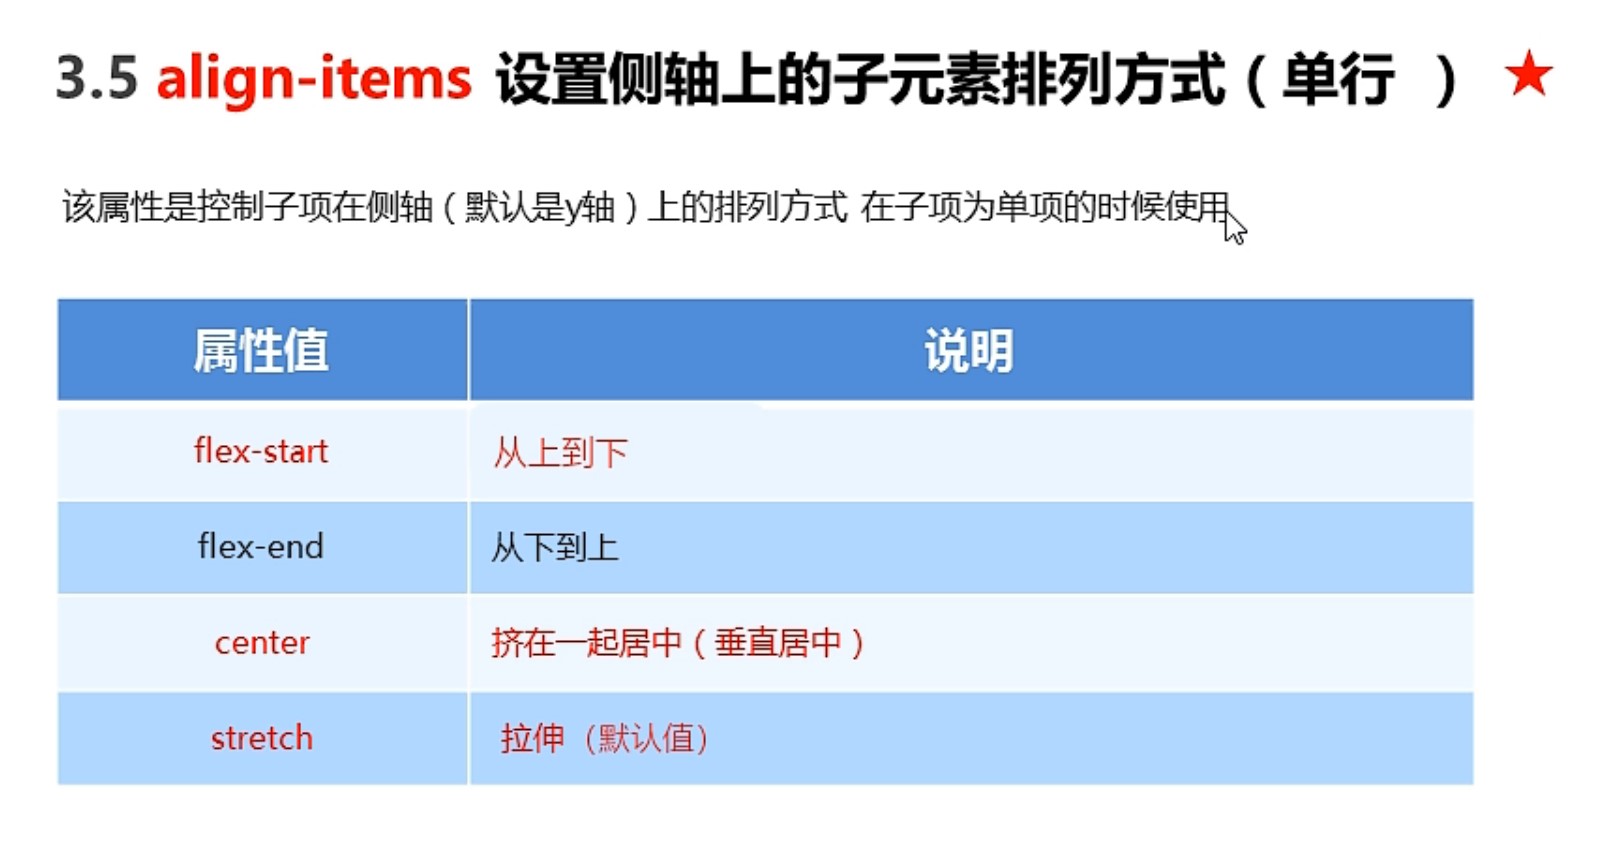 3.5 align-items 设置侧轴上的子元素排列方式（单行 ）
该属性是控制子项在侧轴（默认是y轴）上的排列方式 在子项为单项的时候使用
属性值 说明
flex-start 从上到下
flex-end 从下到上
center 挤在一起居中（垂直居中）
stretch 拉伸（默认值）